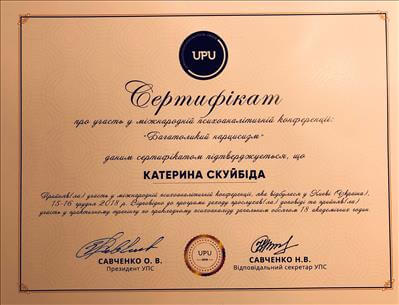 UPU
Сертифікат
про участь у міжнародній психоаналітичній конференції:
"Багатоликий нарцисизм"
даним сертифікатом підтверджується, що
КАТЕРИНА СКУЙБІДА
Прийняв(ла) участь у міжнародній психоаналітичній конференції, яка відбулася у Києві (Україна),
15-16 грудня 2018 р. Відповідно до програми заходу прослухав(ла) доповіді та прийняв(ла)
участь у практичному тренінгу по прикладному психоаналізу загальним обсягом 18 академічних годин.
САВЧЕНКО О. В.
Президент УПС
UPU
САВЧЕНКО Н.В.
Відповідальний секретар УПС